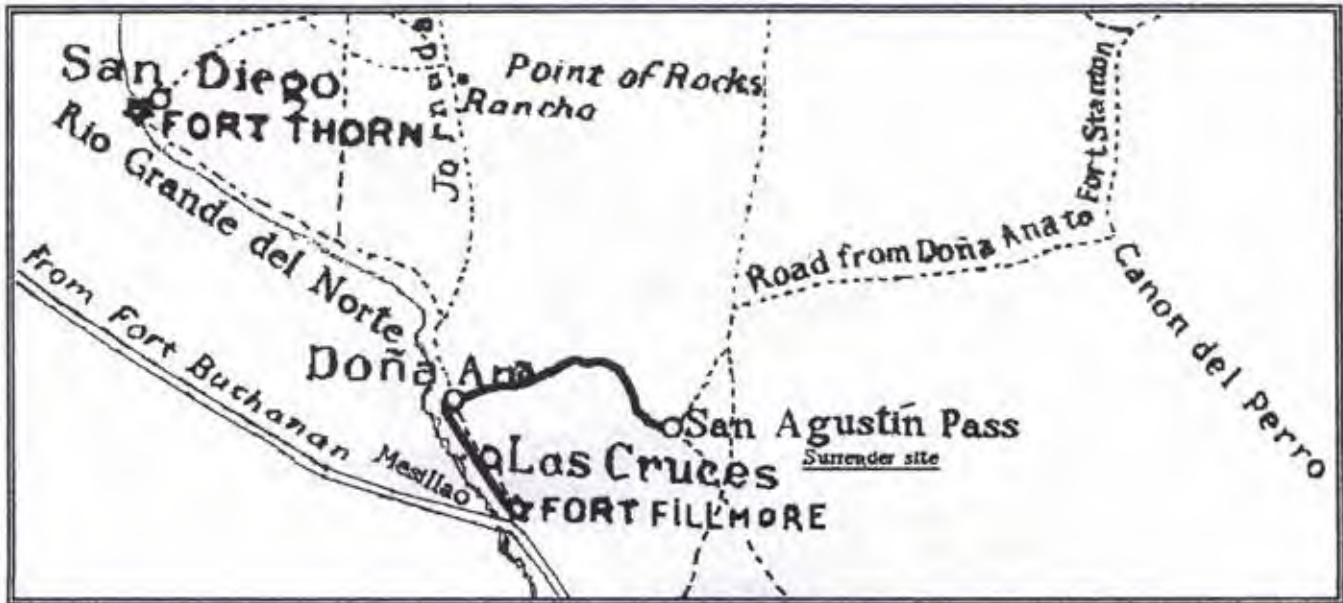 San Diego
FORT THORN
Rio Grande del Norte
Jornada
Point of Rocks
Rancho
Fort Stanton
Road from Doña Ana to
Canon del Perro
from Fort Buchanan
Mesilla
Doña Ana
San Agustín Pass
Surrender site
Las Cruces
FORT FILLMORE